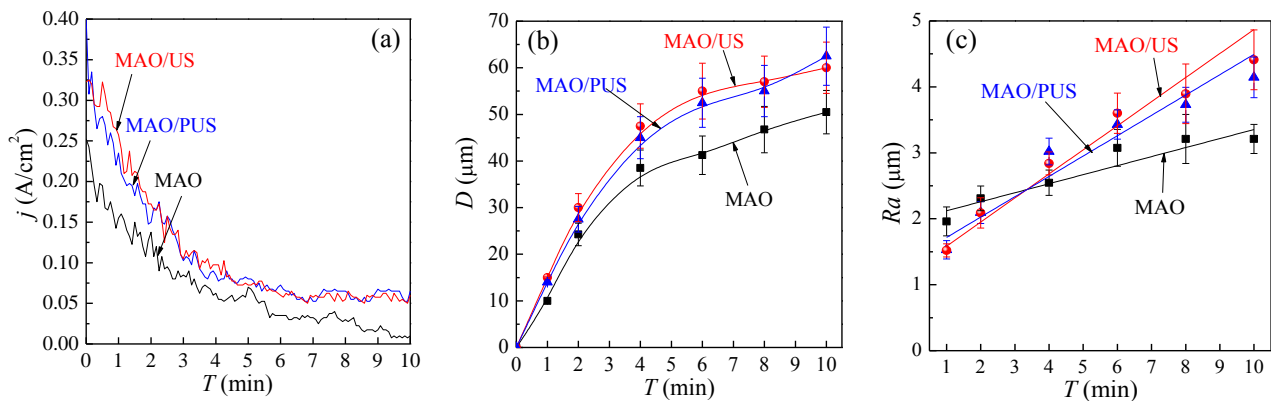 (a)
0.40
0.35
0.30
0.25
0.20
0.15
0.10
0.05
0.00
j (A/cm²)
MAO/US
MAO/PUS
MAO
0 1 2 3 4 5 6 7 8 9 10
T (min)
(b)
70
60
50
40
30
20
10
0
D (μm)
MAO/US
MAO/PUS
MAO
0 1 2 3 4 5 6 7 8 9 10
T (min)
(c)
5
4
3
2
1
0
Ra (μm)
MAO/US
MAO/PUS
MAO
1 2 3 4 5 6 7 8 9 10
T (min)